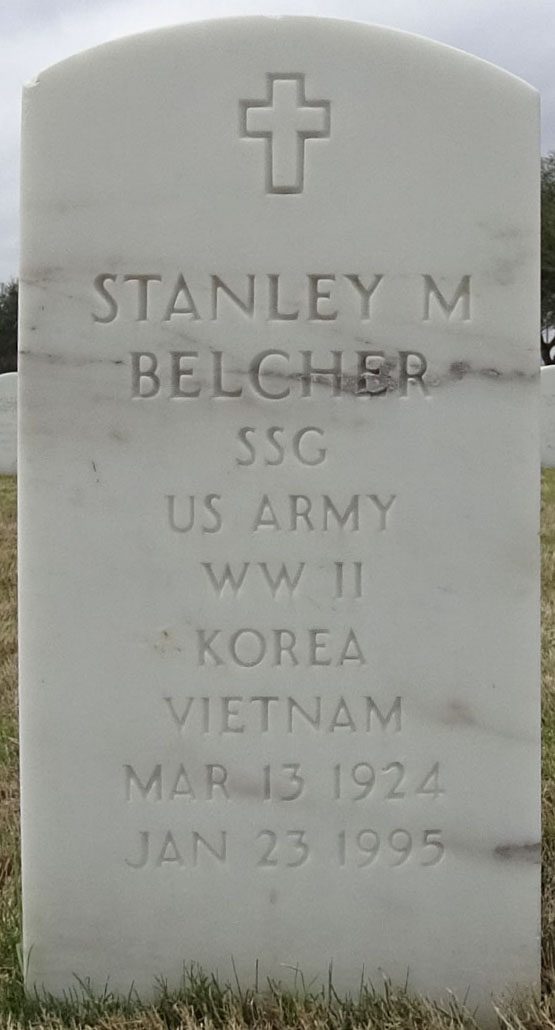 STANLEY M
BELCHER
SSG
US ARMY
WW II
KOREA
VIETNAM
MAR 13 1924
JAN 23 1995